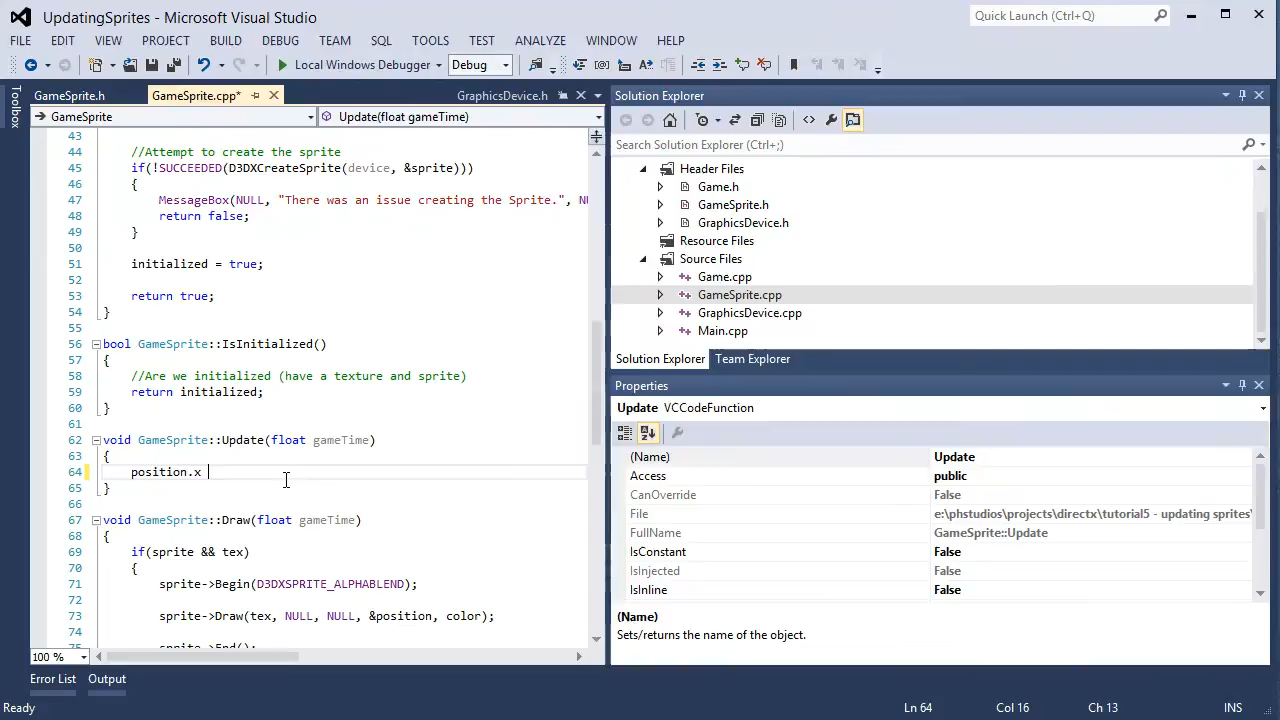 UpdatingSprites - Microsoft Visual Studio
Quick Launch (Ctrl+Q)
FILE EDIT VIEW PROJECT BUILD DEBUG TEAM SQL TOOLS TEST ANALYZE WINDOW HELP
Local Windows Debugger Debug
Toolbox
GameSprite.h GameSprite.cpp* GraphicsDevice.h
GameSprite Update(float gameTime)
43
44 //Attempt to create the sprite
45 if(!SUCCEEDED(D3DXCreateSprite(device, &sprite)))
46 {
47 MessageBox(NULL, "There was an issue creating the Sprite.", NU
48 return false;
49 }
50
51 initialized = true;
52
53 return true;
54 }
55
56 bool GameSprite::IsInitialized()
57 {
58 //Are we initialized (have a texture and sprite)
59 return initialized;
60 }
61
62 void GameSprite::Update(float gameTime)
63 {
64 position.x
65 }
66
67 void GameSprite::Draw(float gameTime)
68 {
69 if(sprite && tex)
70 {
71 sprite->Begin(D3DXSPRITE_ALPHABLEND);
72
73 sprite->Draw(tex, NULL, NULL, &position, color);
74
75 sprite->End();
100 %
Solution Explorer
Search Solution Explorer (Ctrl+;)
Header Files
Game.h
GameSprite.h
GraphicsDevice.h
Resource Files
Source Files
Game.cpp
GameSprite.cpp
GraphicsDevice.cpp
Main.cpp
Solution Explorer Team Explorer
Properties
Update VCCodeFunction
(Name) Update
Access public
CanOverride False
File e:\phstudios\projects\directx\tutorial5 - updating sprites\
FullName GameSprite::Update
IsConstant False
IsInjected False
IsInline False
(Name)
Sets/returns the name of the object.
Error List Output
Ready Ln 64 Col 16 Ch 13 INS